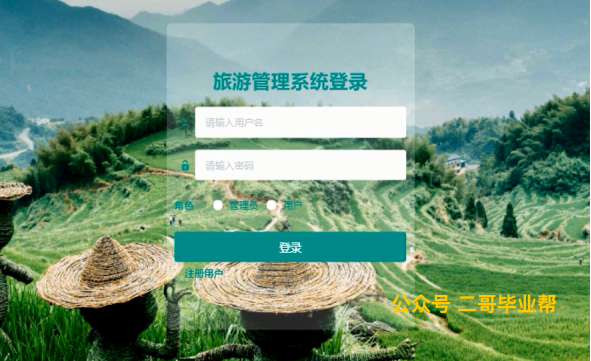 旅游管理系统登录
请输入用户名
请输入密码
角色 管理员 用户
登录
注册用户
公众号 二哥毕业帮